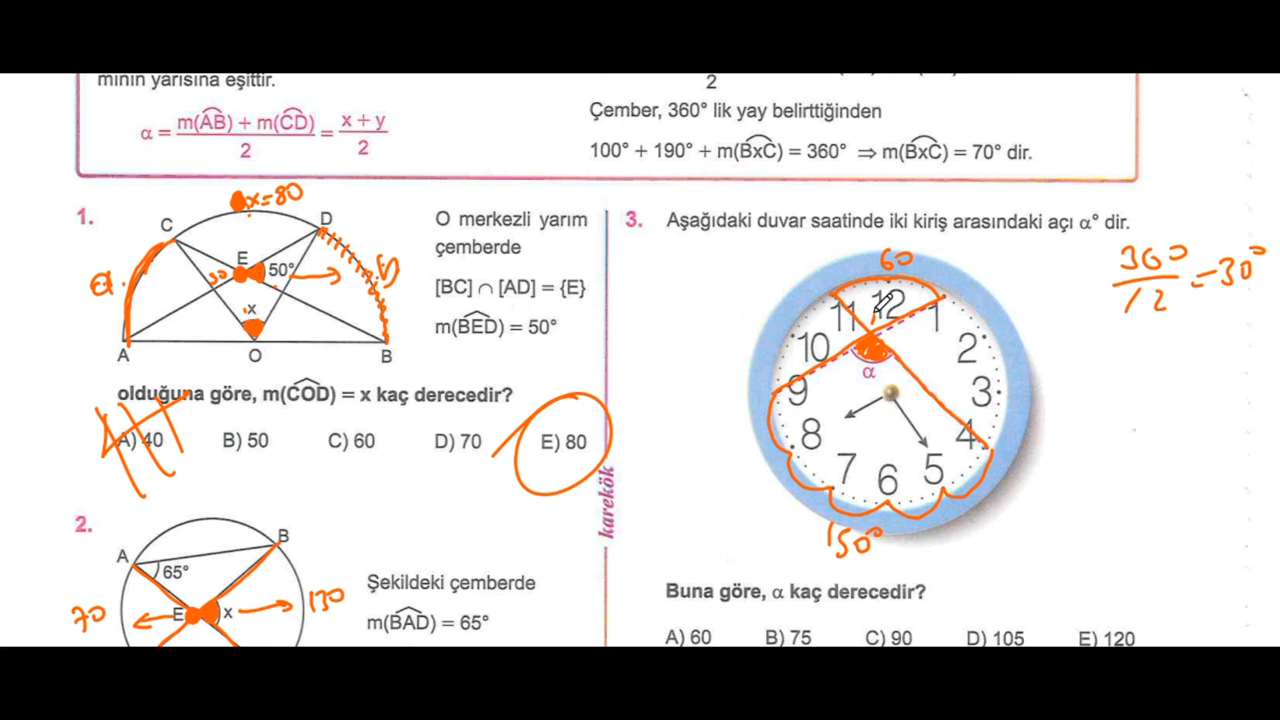 mının yarısına eşittir.
α = m(AB) + m(CD) / 2 = x + y / 2
2
Çember, 360° lik yay belirttiğinden
100° + 190° + m(BxC) = 360° ⇒ m(BxC) = 70° dir.
1.
x=80
C
D
E
50°
50
x
A
O
B
O merkezli yarım
çemberde
[BC] ∩ [AD] = {E}
m(BED) = 50°
olduğuna göre, m(COD) = x kaç derecedir?
A) 40 B) 50 C) 60 D) 70 E) 80
2.
A
B
65°
E
x
70
130
Şekildeki çemberde
m(BAD) = 65°
karekök
3. Aşağıdaki duvar saatinde iki kiriş arasındaki açı α° dir.
360°/12 = 30°
60
11 12 1
10 2
9 3
8 4
7 6 5
α
150°
Buna göre, α kaç derecedir?
A) 60 B) 75 C) 90 D) 105 E) 120